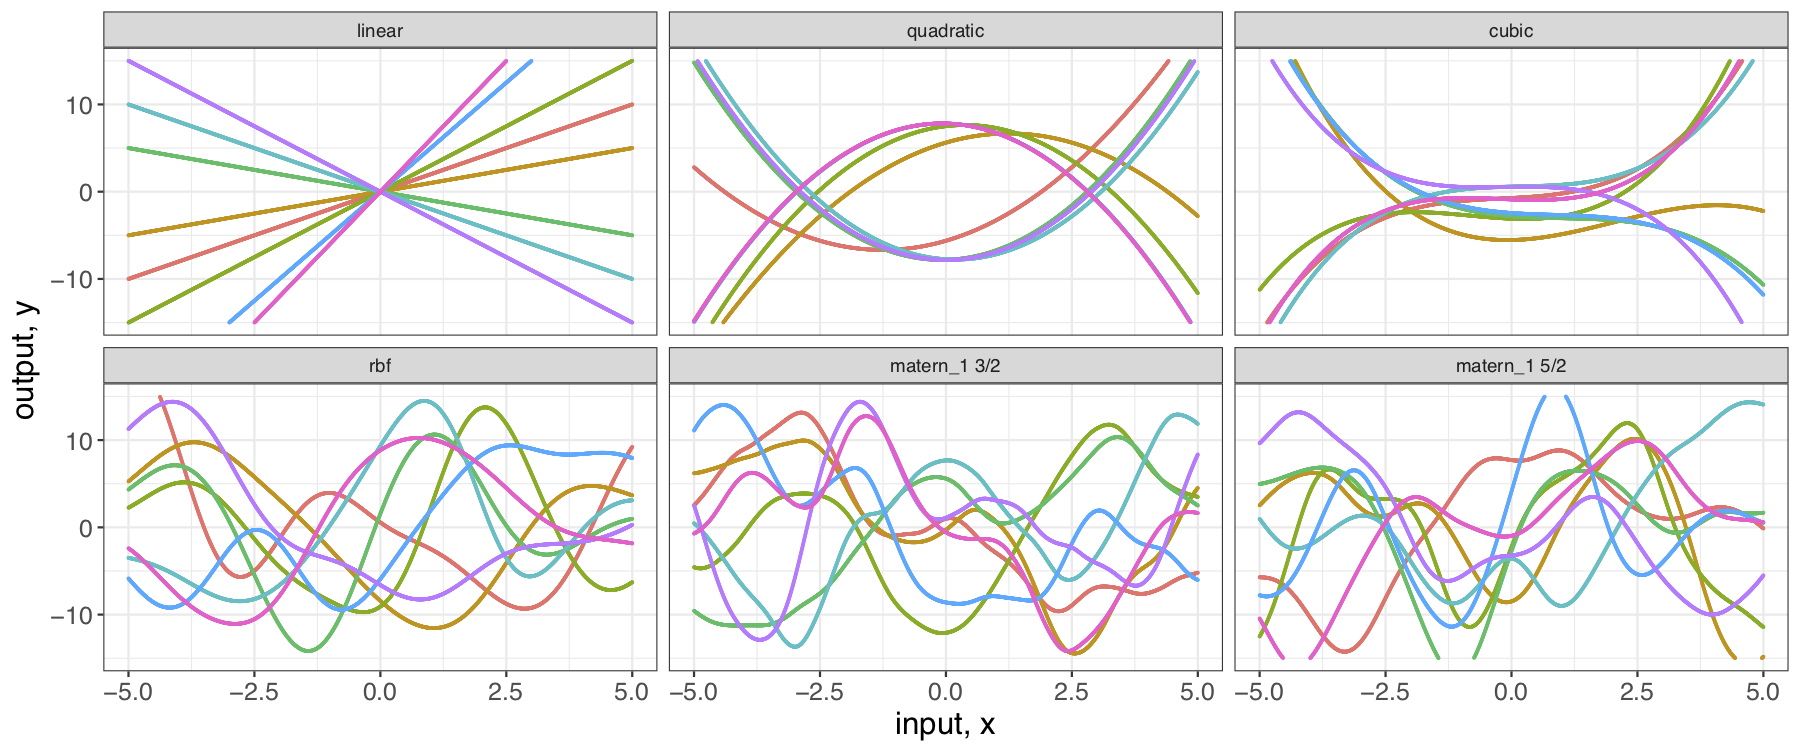 linear
quadratic
cubic
10
0
−10
rbf
matern_1 3/2
matern_1 5/2
10
0
−10
−5.0 −2.5 0.0 2.5 5.0
−5.0 −2.5 0.0 2.5 5.0
−5.0 −2.5 0.0 2.5 5.0
input, x
output, y